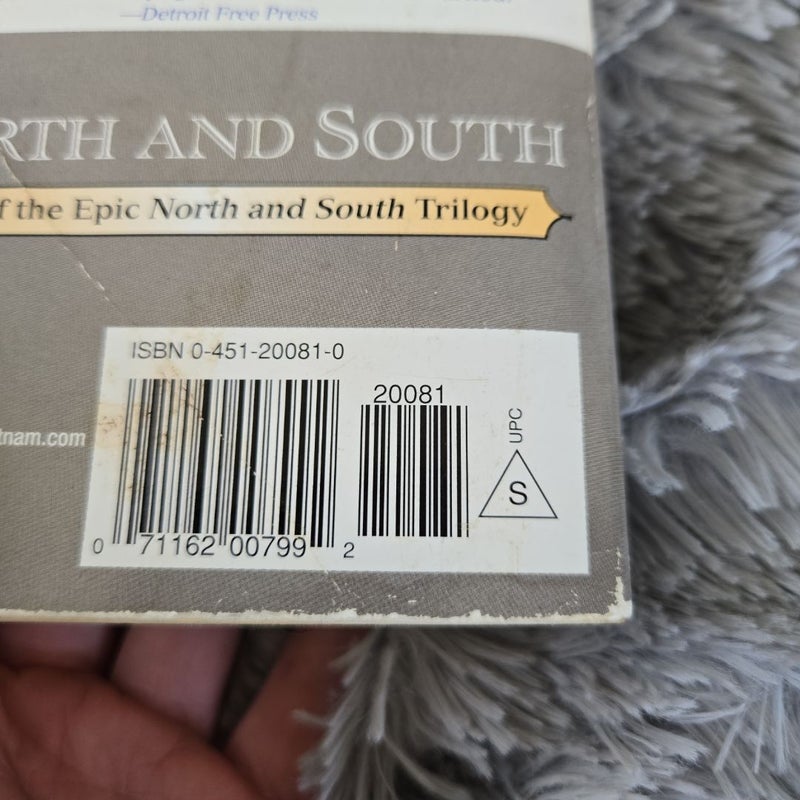 —Detroit Free Press
RTH AND SOUTH
f the Epic North and South Trilogy
ISBN 0-451-20081-0
20081
UPC
S
tnam.com
0 71162 00799 2